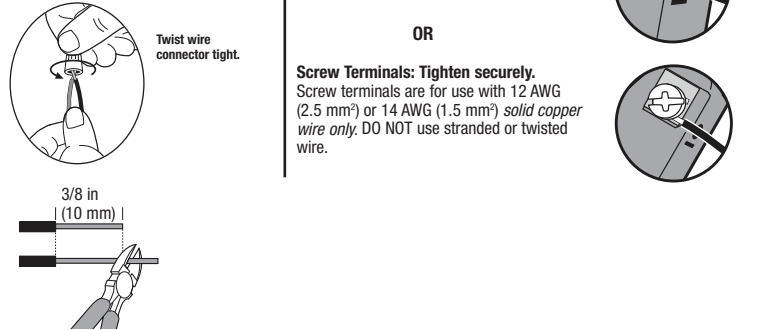 Twist wire
connector tight.
OR
Screw Terminals: Tighten securely.
Screw terminals are for use with 12 AWG
(2.5 mm²) or 14 AWG (1.5 mm²) solid copper
wire only. DO NOT use stranded or twisted
wire.
3/8 in
(10 mm)